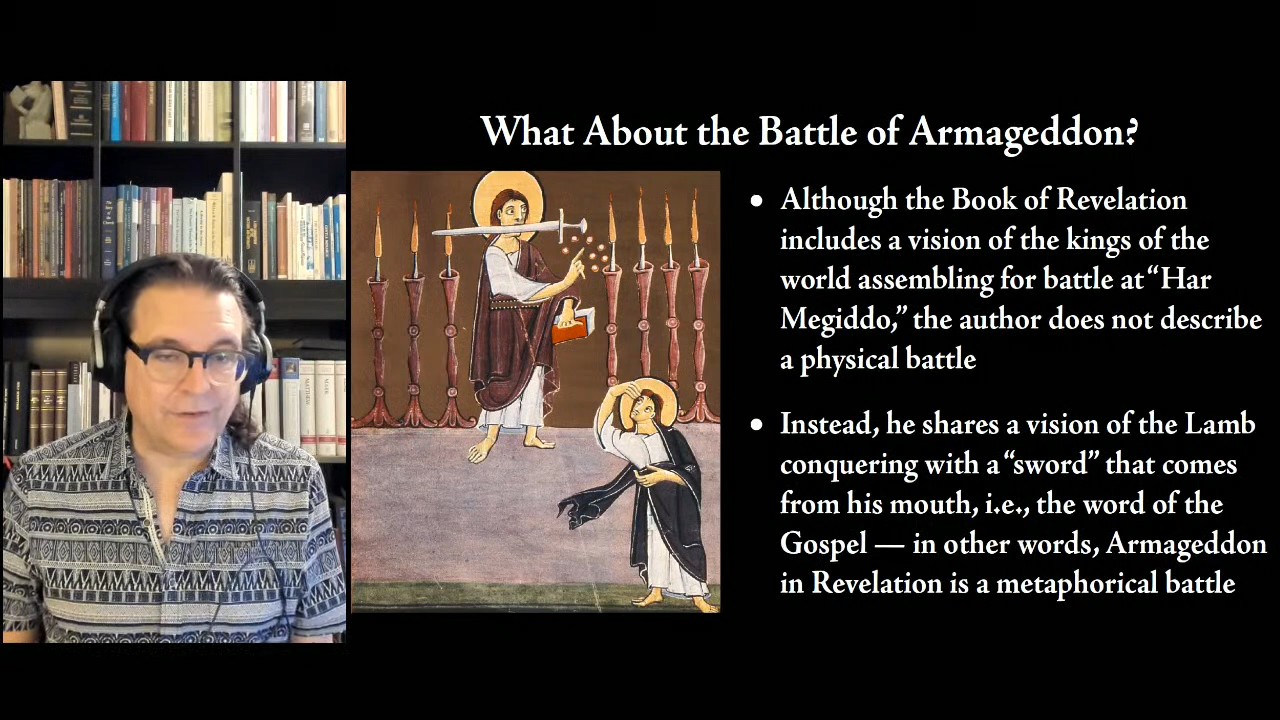 What About the Battle of Armageddon?
• Although the Book of Revelation
includes a vision of the kings of the
world assembling for battle at “Har
Megiddo,” the author does not describe
a physical battle
• Instead, he shares a vision of the Lamb
conquering with a “sword” that comes
from his mouth, i.e., the word of the
Gospel — in other words, Armageddon
in Revelation is a metaphorical battle
MATTHEW
MARK